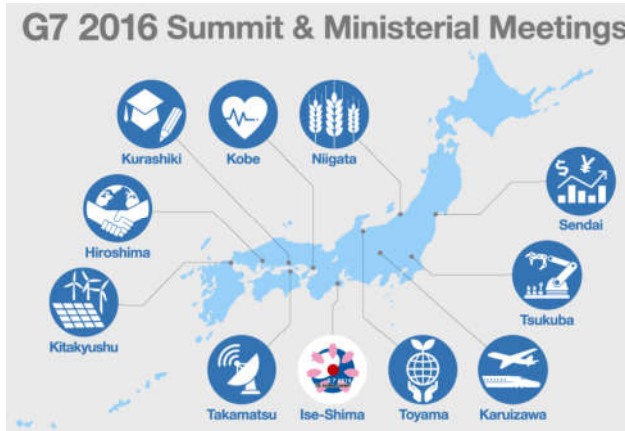 G7 2016 Summit & Ministerial Meetings
Kurashiki
Kobe
Niigata
$ ¥
Sendai
Hiroshima
Tsukuba
Kitakyushu
Takamatsu
Ise-Shima
Toyama
Karuizawa